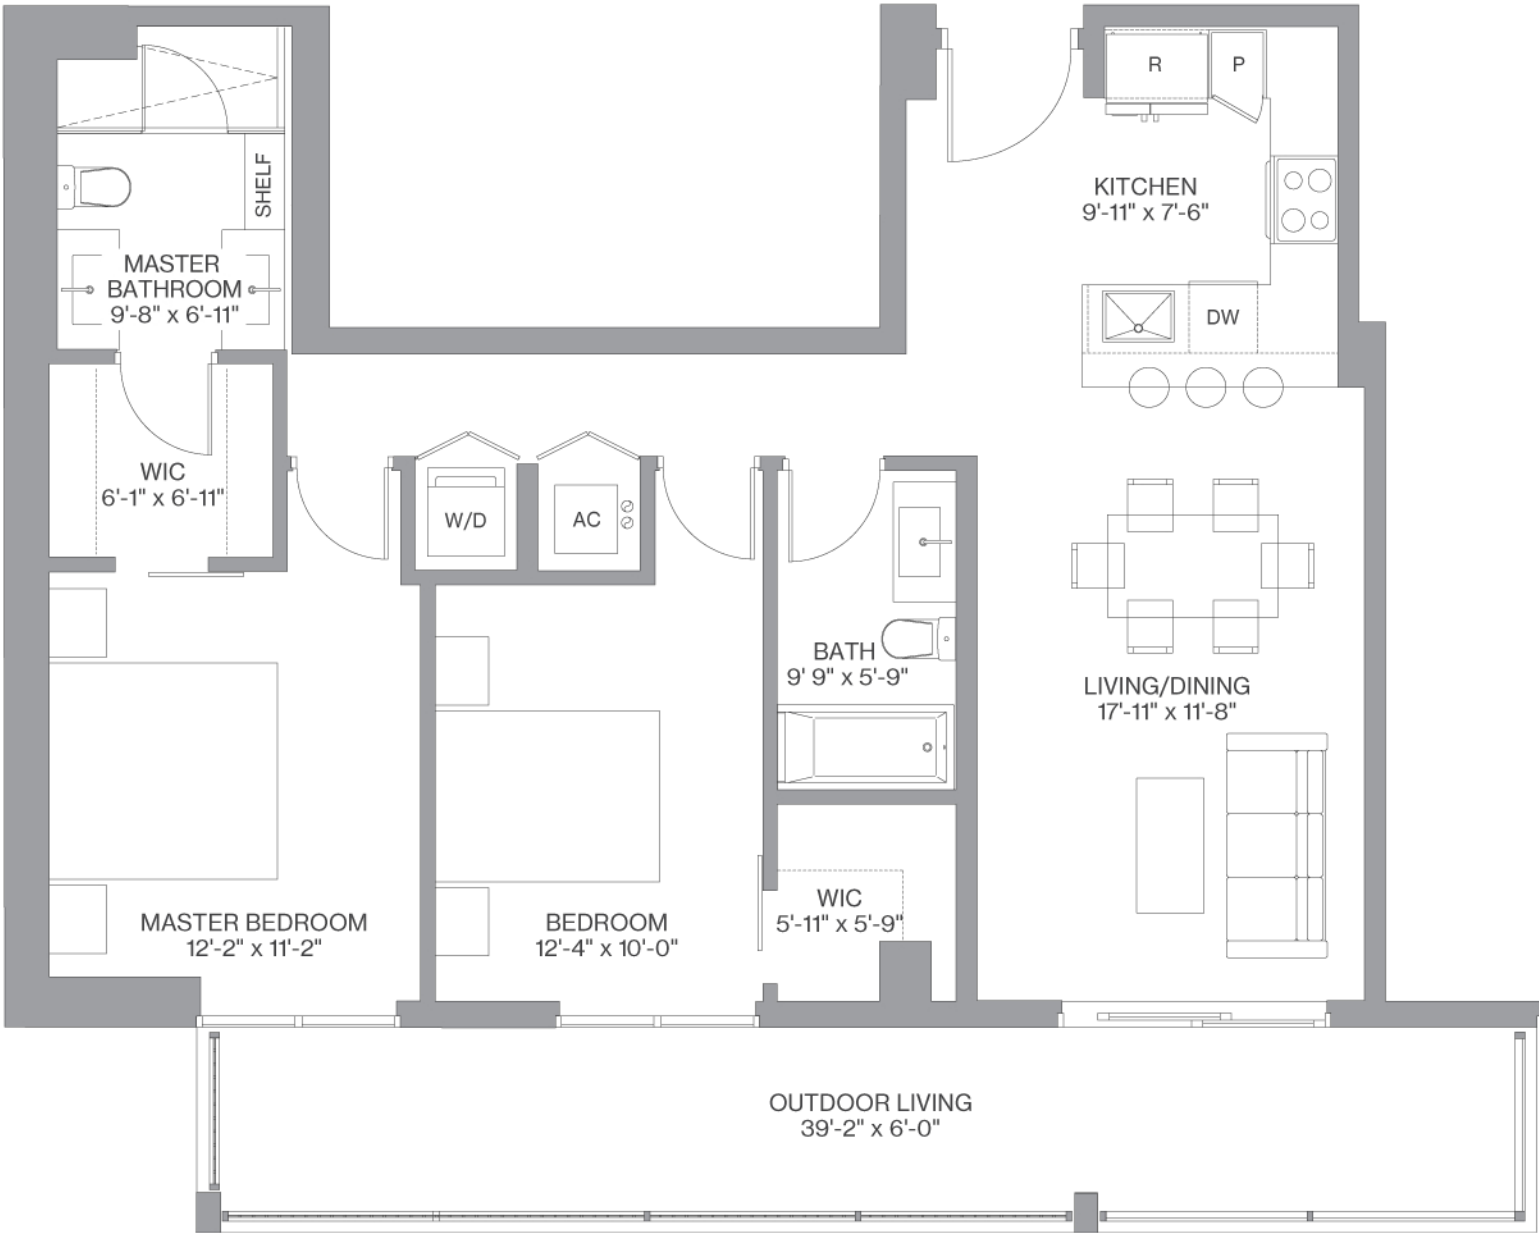 R
P
KITCHEN
9'-11" x 7'-6"
SHELF
MASTER
BATHROOM
9'-8" x 6'-11"
DW
WIC
6'-1" x 6'-11"
W/D
AC
BATH
9' 9" x 5'-9"
LIVING/DINING
17'-11" x 11'-8"
MASTER BEDROOM
12'-2" x 11'-2"
BEDROOM
12'-4" x 10'-0"
WIC
5'-11" x 5'-9"
OUTDOOR LIVING
39'-2" x 6'-0"